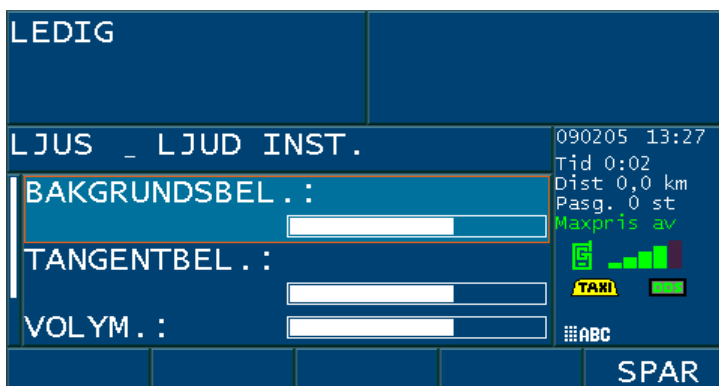 LEDIG
LJUS _ LJUD INST.
BAKGRUNDSBEL.:
TANGENTBEL.:
VOLYM.:
090205 13:27
Tid 0:02
Dist 0,0 km
Pasg. 0 st
Maxpris av
TAXI
ABC
SPAR